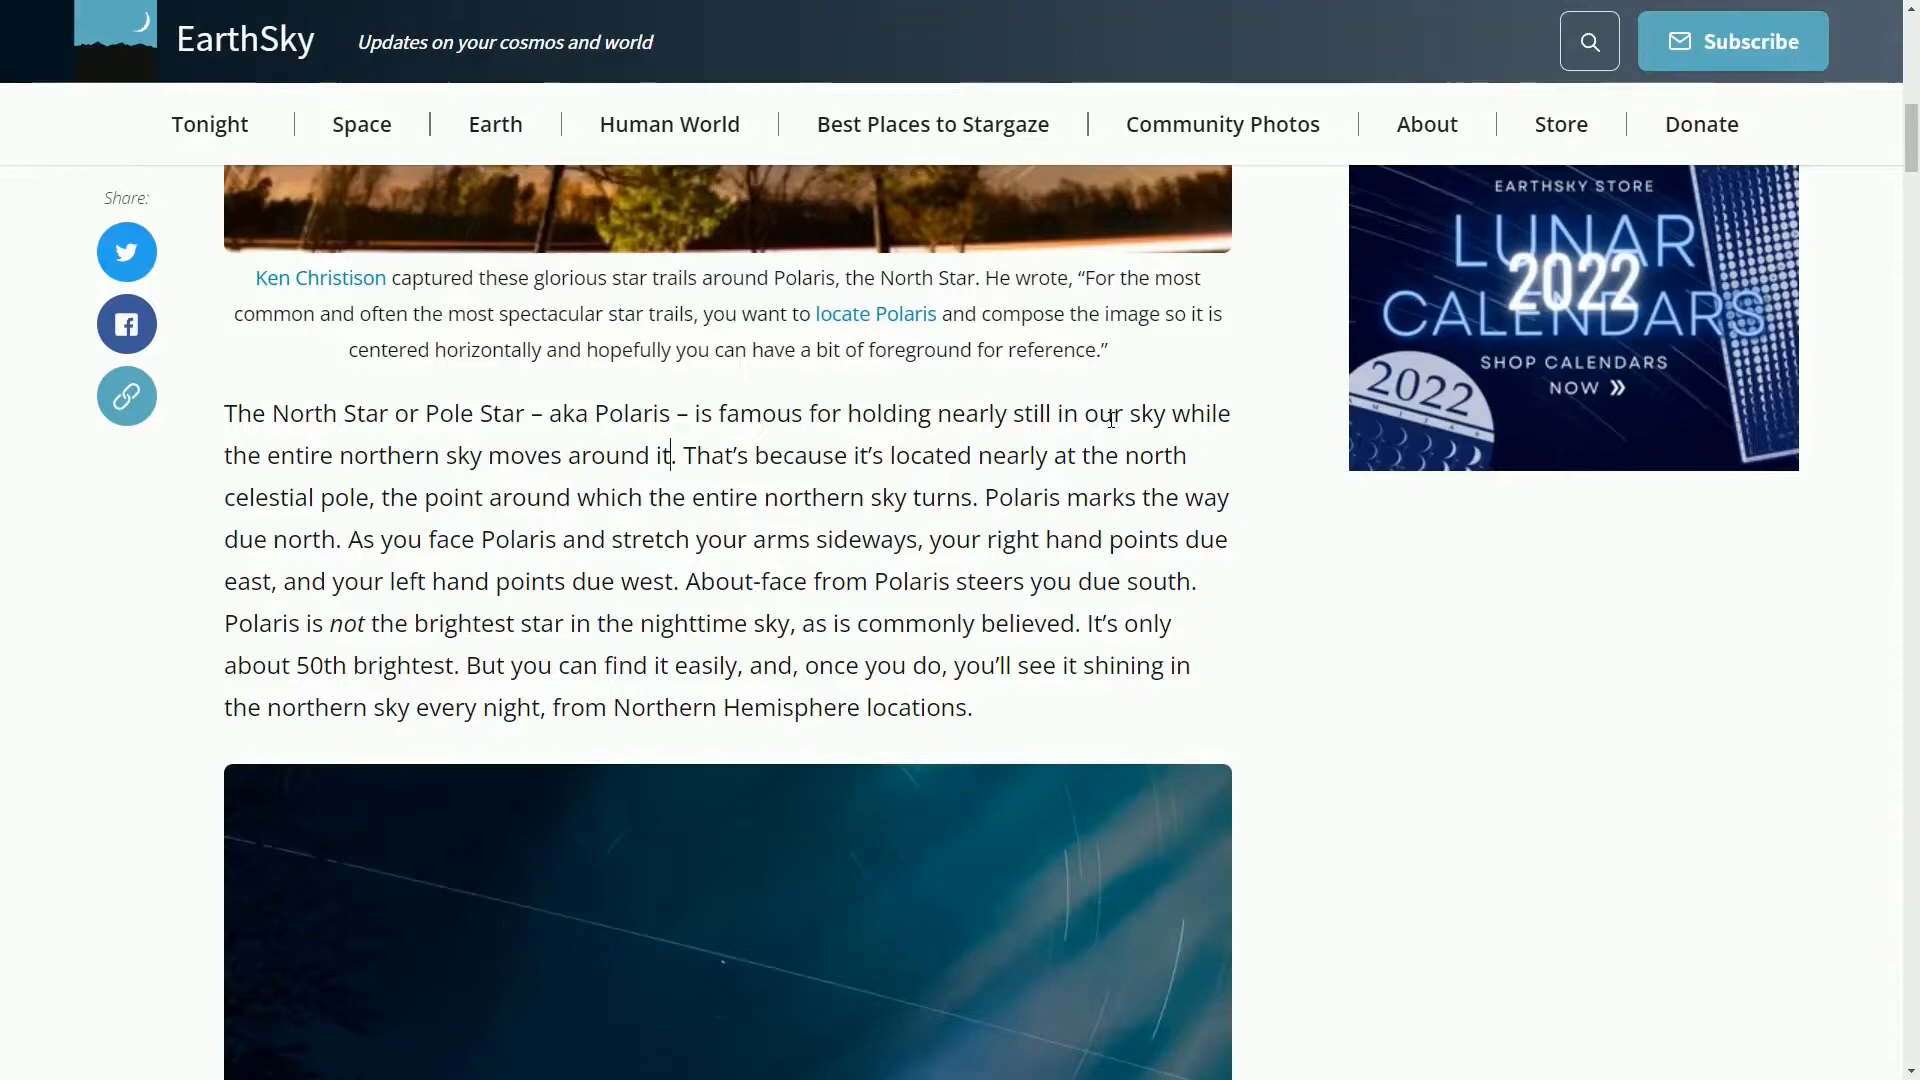 EarthSky
Updates on your cosmos and world
Subscribe
Tonight
Space
Earth
Human World
Best Places to Stargaze
Community Photos
About
Store
Donate
Share:
Ken Christison captured these glorious star trails around Polaris, the North Star. He wrote, “For the most
common and often the most spectacular star trails, you want to locate Polaris and compose the image so it is
centered horizontally and hopefully you can have a bit of foreground for reference.”
The North Star or Pole Star – aka Polaris – is famous for holding nearly still in our sky while
the entire northern sky moves around it. That’s because it’s located nearly at the north
celestial pole, the point around which the entire northern sky turns. Polaris marks the way
due north. As you face Polaris and stretch your arms sideways, your right hand points due
east, and your left hand points due west. About-face from Polaris steers you due south.
Polaris is not the brightest star in the nighttime sky, as is commonly believed. It’s only
about 50th brightest. But you can find it easily, and, once you do, you’ll see it shining in
the northern sky every night, from Northern Hemisphere locations.
EARTHSKY STORE
LUNAR
2022
CALENDARS
SHOP CALENDARS
NOW »
2022